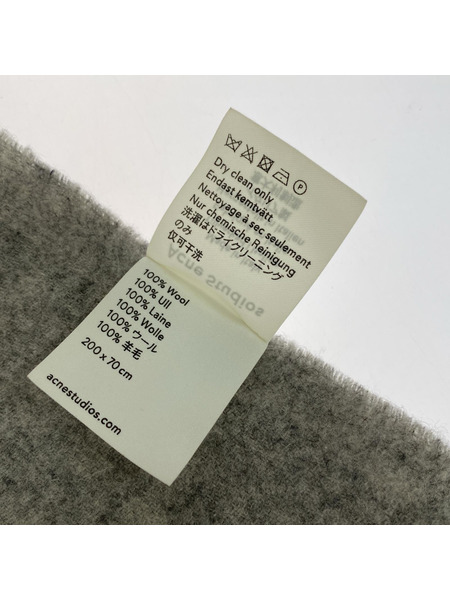 Dry clean only
Endast kemtvätt
Nettoyage à sec seulement
Nur chemische Reinigung
洗濯はドライクリーニング
のみ
仅可干洗
Acne Studios
100% Wool
100% Ull
100% Laine
100% Wolle
100% ウール
100% 羊毛
200 x 70 cm
acnestudios.com